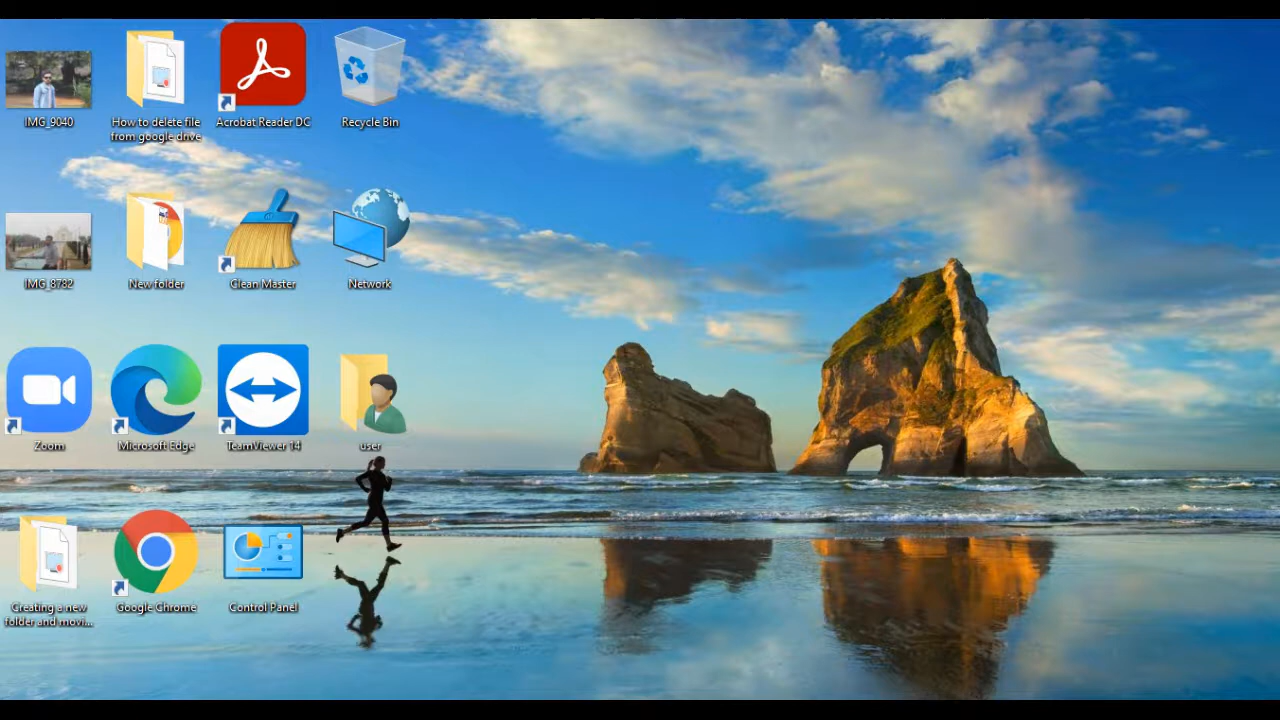 IMG_9040
How to delete file
from google drive
Acrobat Reader DC
Recycle Bin
IMG_8782
New folder
Clean Master
Network
Zoom
Microsoft Edge
TeamViewer 14
user
Creating a new
folder and movi...
Google Chrome
Control Panel